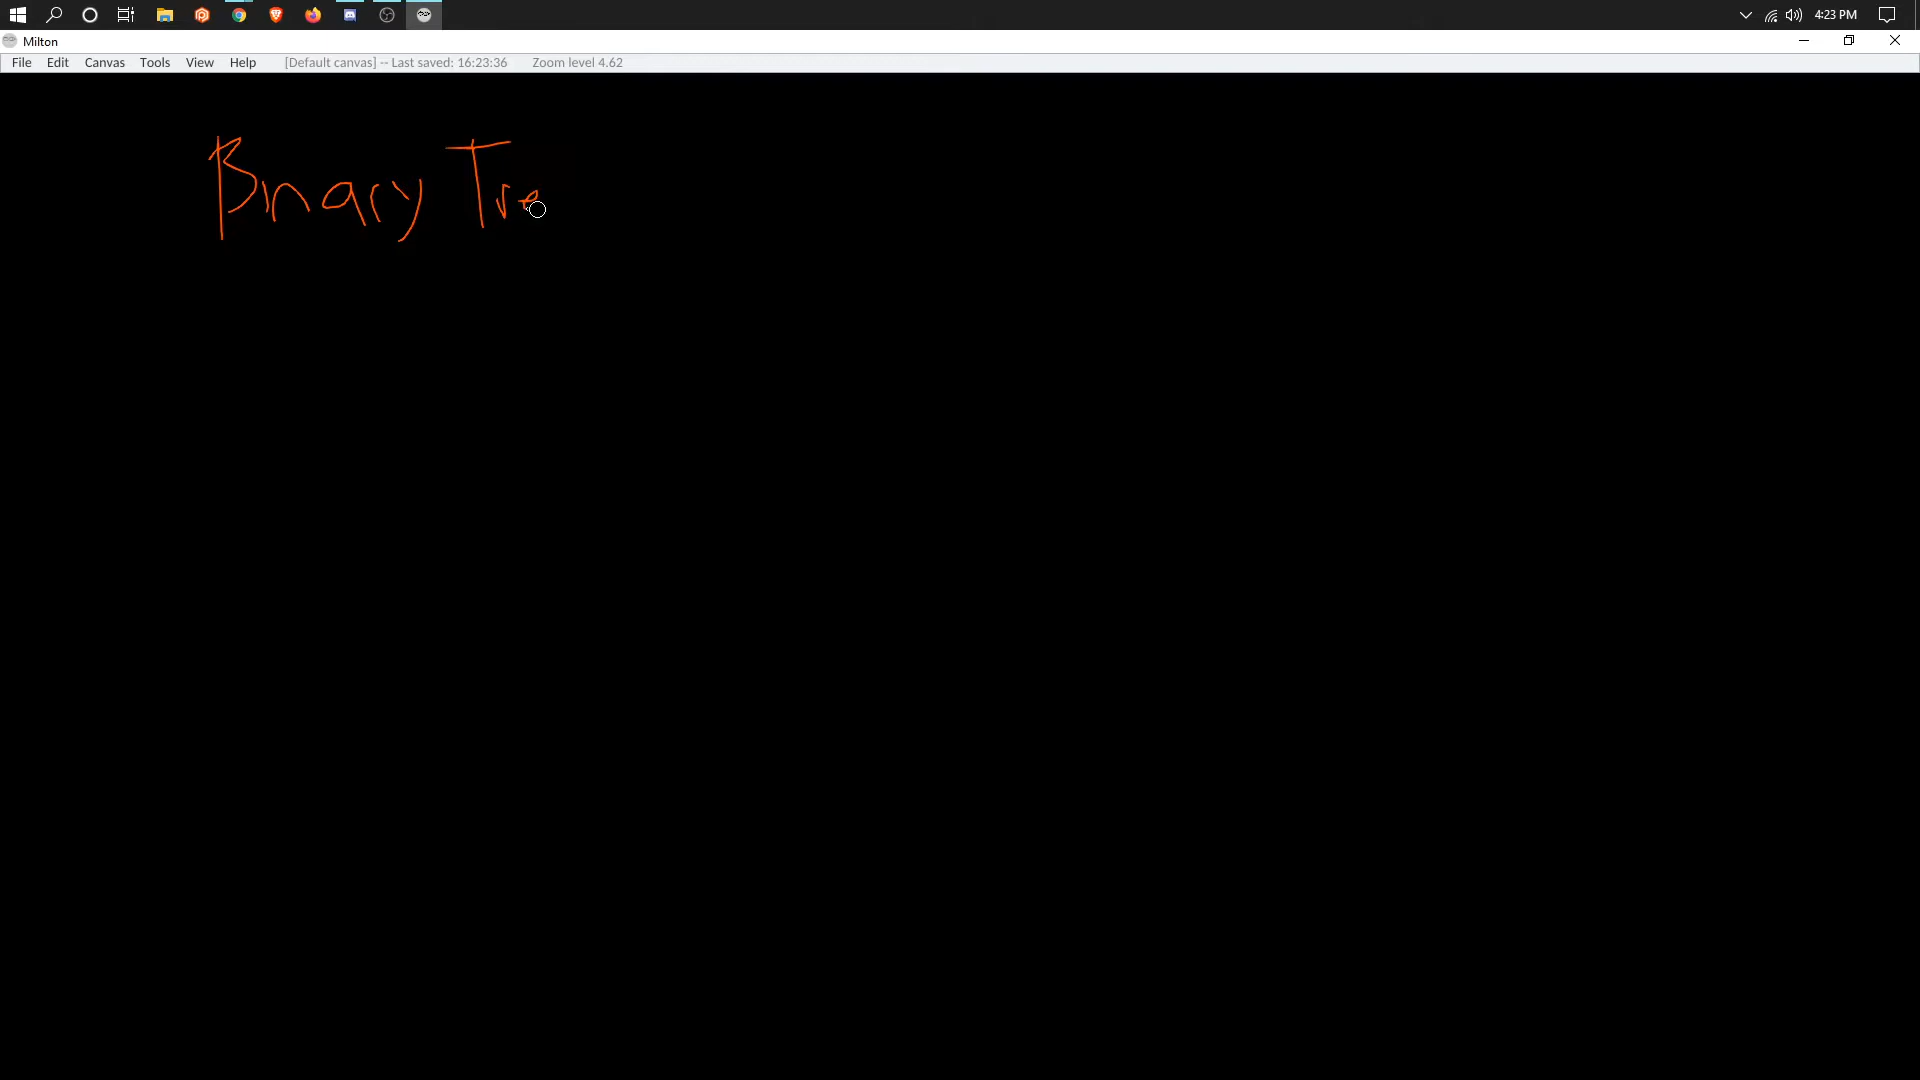 4:23 PM
Milton
File Edit Canvas Tools View Help [Default canvas] -- Last saved: 16:23:36 Zoom level 4.62
Binary Tre